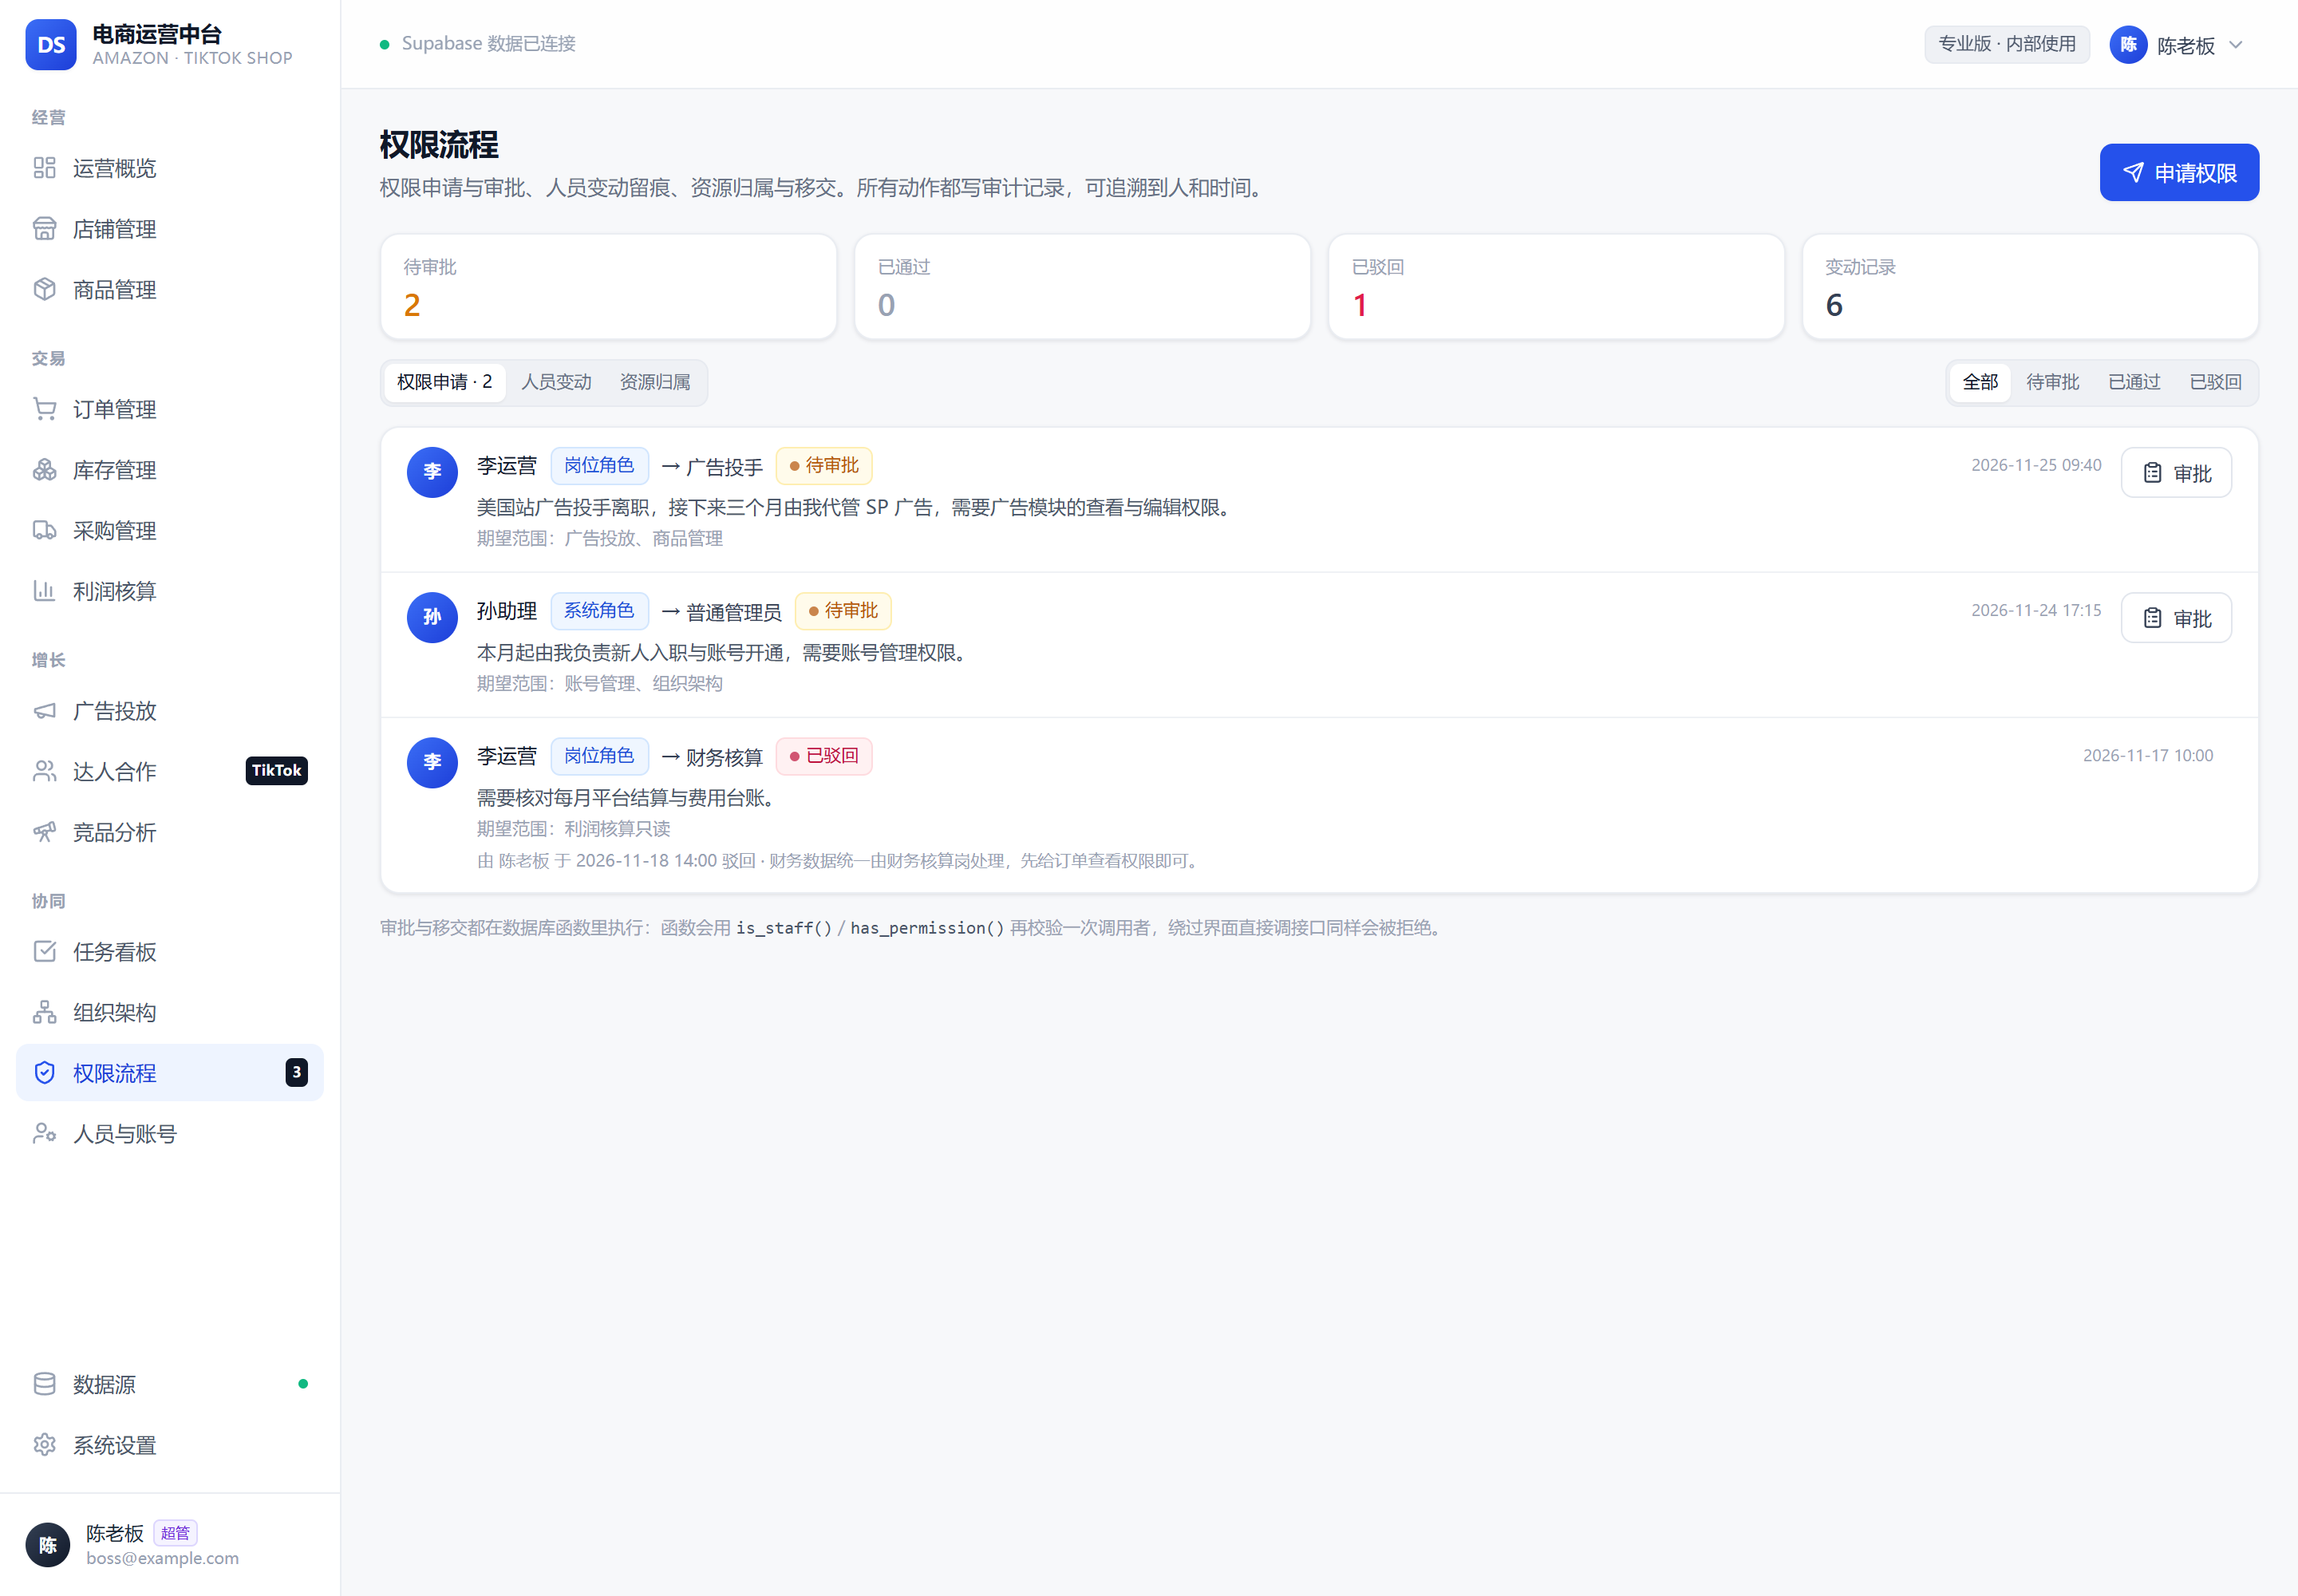 DS
电商运营中台
AMAZON · TIKTOK SHOP
经营
运营概览
店铺管理
商品管理
交易
订单管理
库存管理
采购管理
利润核算
增长
广告投放
达人合作 TikTok
竞品分析
协同
任务看板
组织架构
权限流程 3
人员与账号
数据源
系统设置
陈 陈老板 超管
boss@example.com
Supabase 数据已连接
专业版 · 内部使用 陈 陈老板
权限流程
权限申请与审批、人员变动留痕、资源归属与移交。所有动作都写审计记录，可追溯到人和时间。
申请权限
待审批
2
已通过
0
已驳回
1
变动记录
6
权限申请 · 2 人员变动 资源归属
全部 待审批 已通过 已驳回
李 李运营 岗位角色 → 广告投手 待审批 2026-11-25 09:40 审批
美国站广告投手离职，接下来三个月由我代管 SP 广告，需要广告模块的查看与编辑权限。
期望范围：广告投放、商品管理
孙 孙助理 系统角色 → 普通管理员 待审批 2026-11-24 17:15 审批
本月起由我负责新人入职与账号开通，需要账号管理权限。
期望范围：账号管理、组织架构
李 李运营 岗位角色 → 财务核算 已驳回 2026-11-17 10:00
需要核对每月平台结算与费用台账。
期望范围：利润核算只读
由 陈老板 于 2026-11-18 14:00 驳回 · 财务数据统一由财务核算岗处理，先给订单查看权限即可。
审批与移交都在数据库函数里执行：函数会用 is_staff() / has_permission() 再校验一次调用者，绕过界面直接调接口同样会被拒绝。